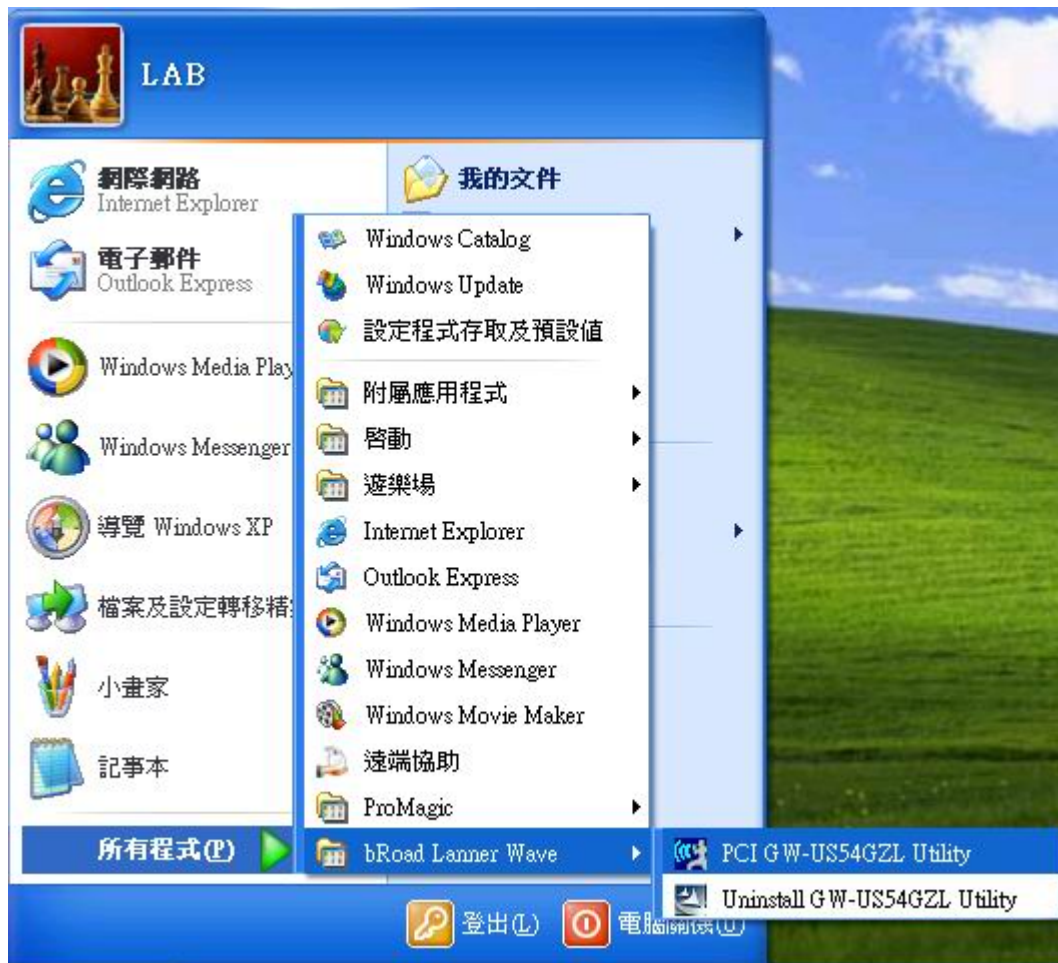 LAB
網際網路
Internet Explorer
電子郵件
Outlook Express
Windows Media Play
Windows Messenger
導覽 Windows XP
檔案及設定轉移精
小畫家
記事本
所有程式(P)
我的文件
Windows Catalog
Windows Update
設定程式存取及預設值
附屬應用程式
啓動
遊樂場
Internet Explorer
Outlook Express
Windows Media Player
Windows Messenger
Windows Movie Maker
遠端協助
ProMagic
bRoad Lanner Wave
PCI GW-US54GZL Utility
Uninstall GW-US54GZL Utility
登出(L)
電腦關機(U)